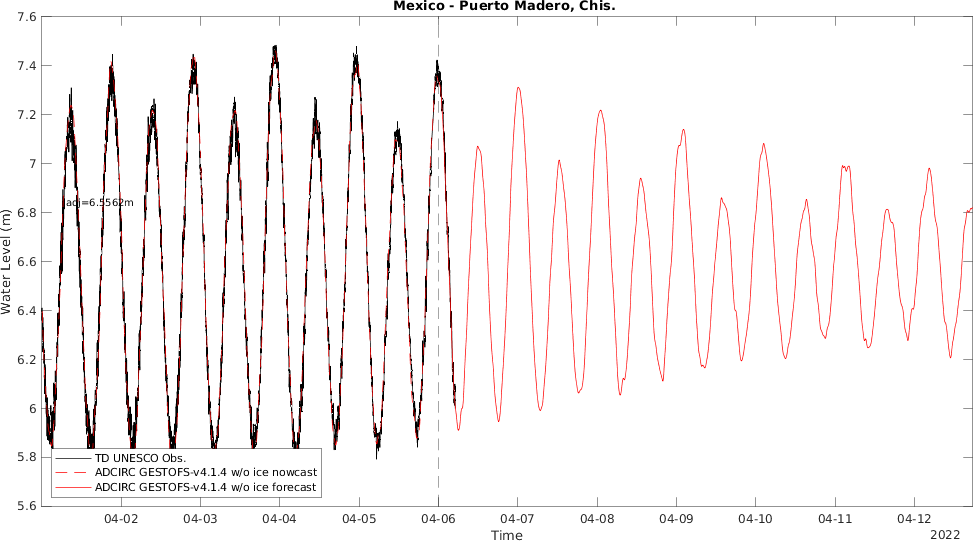 Mexico - Puerto Madero, Chis.
7.6
7.4
7.2
7
6.8
6.6
6.4
6.2
6
5.8
5.6
Water Level (m)
adj=6.5562m
TD UNESCO Obs.
ADCIRC GESTOFS-v4.1.4 w/o ice nowcast
ADCIRC GESTOFS-v4.1.4 w/o ice forecast
04-02 04-03 04-04 04-05 04-06 04-07 04-08 04-09 04-10 04-11 04-12
Time
2022